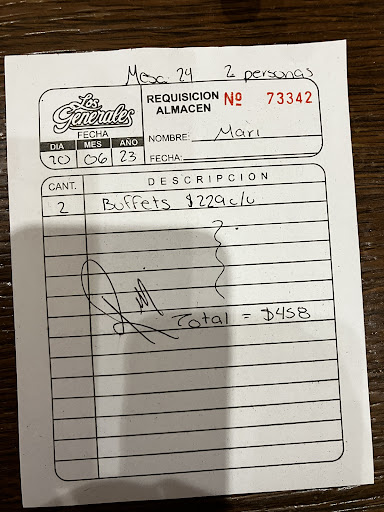 Mesa 24 2 personas
Los Generales
REQUISICION ALMACEN
Nº 73342
FECHA
DIA MES AÑO
20 06 23
NOMBRE: Mari
FECHA:
CANT. DESCRIPCION
2 Buffets $229 c/u
Total = $458